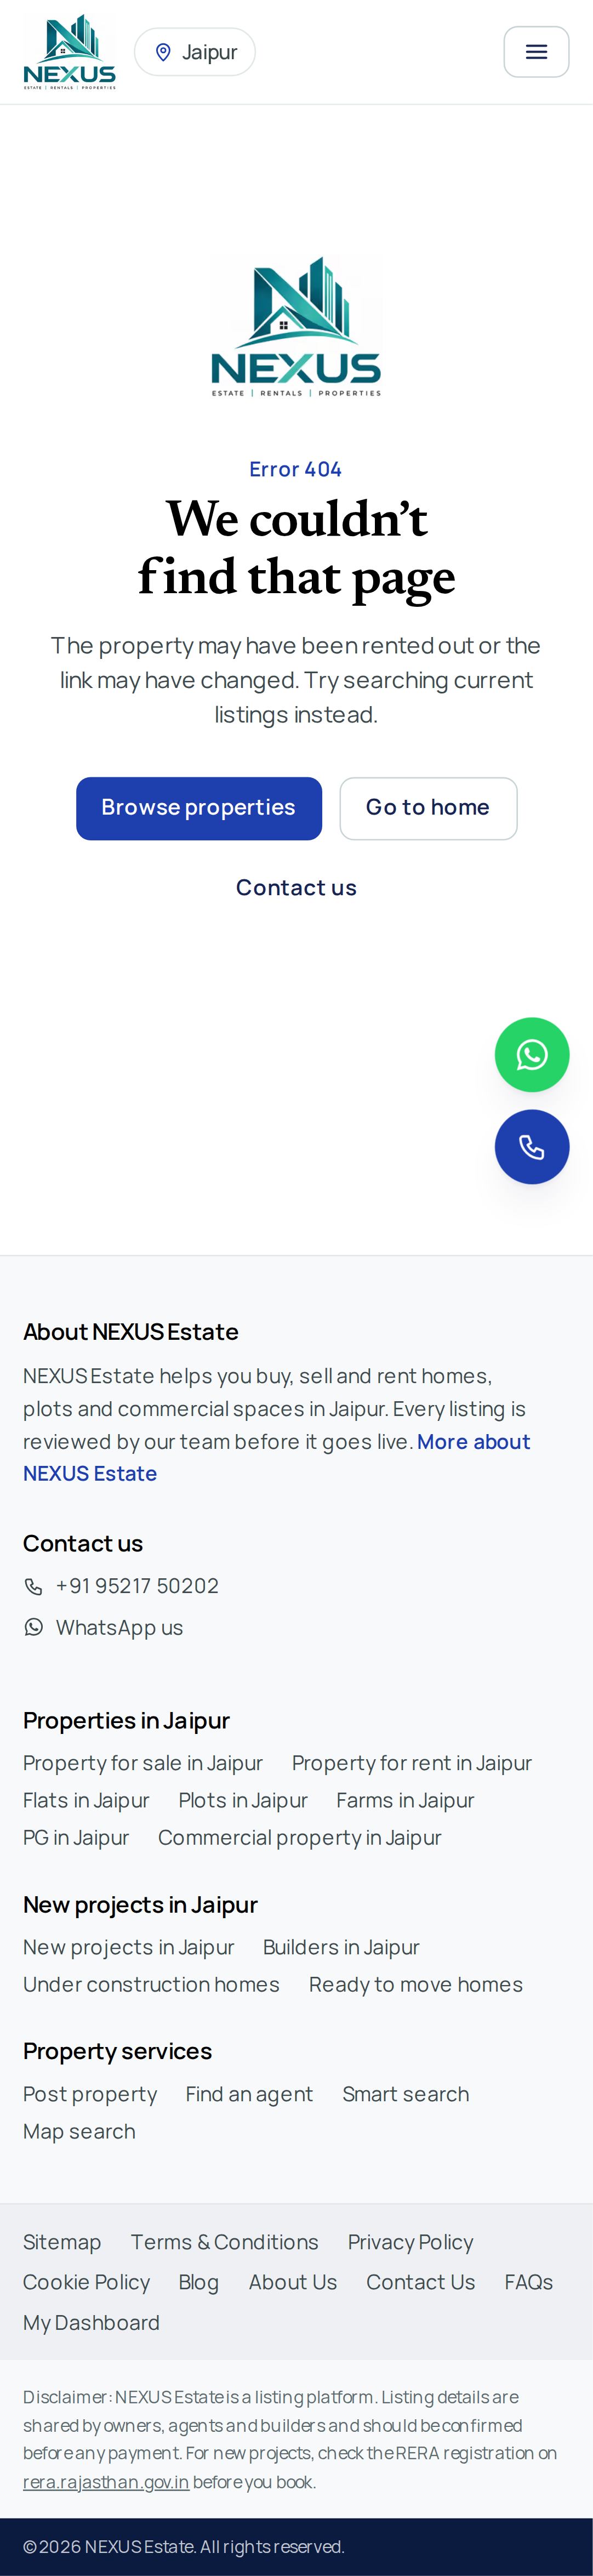 NEXUS
ESTATE | RENTALS | PROPERTIES
Jaipur
NEXUS
ESTATE | RENTALS | PROPERTIES
Error 404
We couldn’t
find that page
The property may have been rented out or the
link may have changed. Try searching current
listings instead.
Browse properties
Go to home
Contact us
About NEXUS Estate
NEXUS Estate helps you buy, sell and rent homes,
plots and commercial spaces in Jaipur. Every listing is
reviewed by our team before it goes live. More about
NEXUS Estate
Contact us
+91 95217 50202
WhatsApp us
Properties in Jaipur
Property for sale in Jaipur Property for rent in Jaipur
Flats in Jaipur Plots in Jaipur Farms in Jaipur
PG in Jaipur Commercial property in Jaipur
New projects in Jaipur
New projects in Jaipur Builders in Jaipur
Under construction homes Ready to move homes
Property services
Post property Find an agent Smart search
Map search
Sitemap Terms & Conditions Privacy Policy
Cookie Policy Blog About Us Contact Us FAQs
My Dashboard
Disclaimer: NEXUS Estate is a listing platform. Listing details are
shared by owners, agents and builders and should be confirmed
before any payment. For new projects, check the RERA registration on
rera.rajasthan.gov.in before you book.
© 2026 NEXUS Estate. All rights reserved.